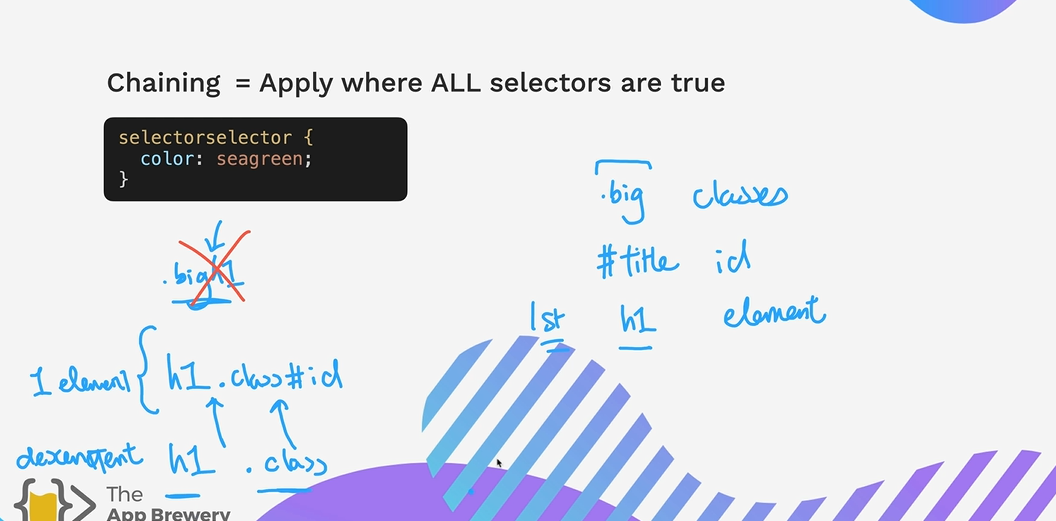 Chaining = Apply where ALL selectors are true
selectorselector {
color: seagreen;
}
.big classes
#title id
1st h1 element
.bigh1
1 element { h1.class#id
h1 .class
The
App Brewery